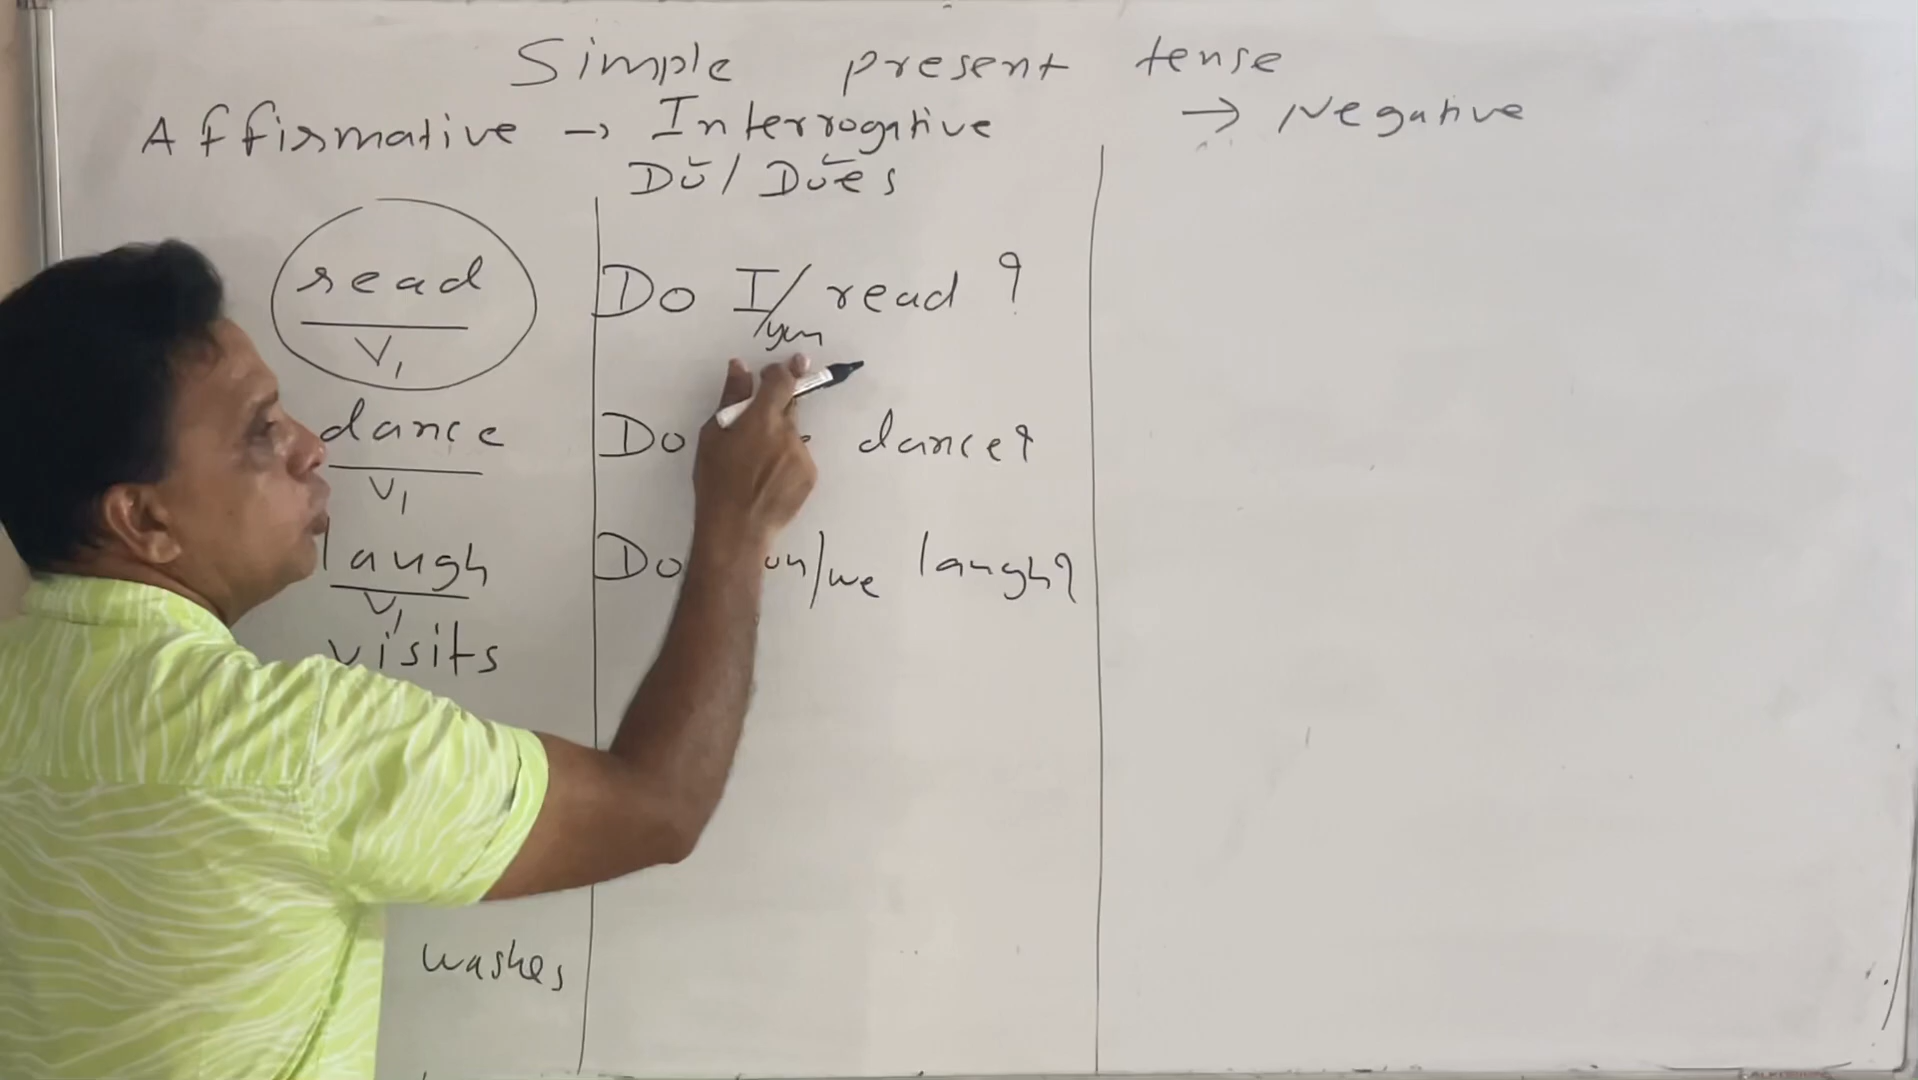 Simple present tense
Affirmative → Interrogative → Negative
Do / Does
read Do I/you read ?
V1
dance Do dance?
V1
laugh Do /we laugh?
V1
visits
washes